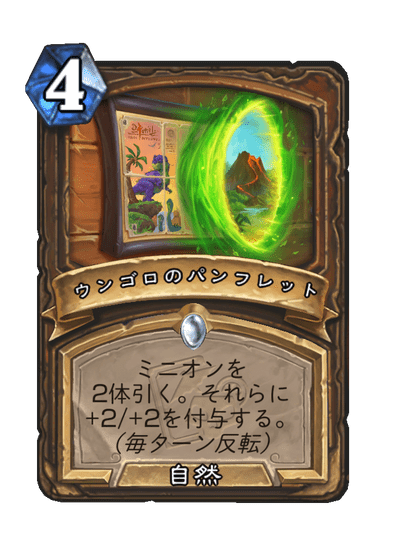 4
ウンゴロのパンフレット
ミニオンを
2体引く。それらに
+2/+2を付与する。
(毎ターン反転)
自然